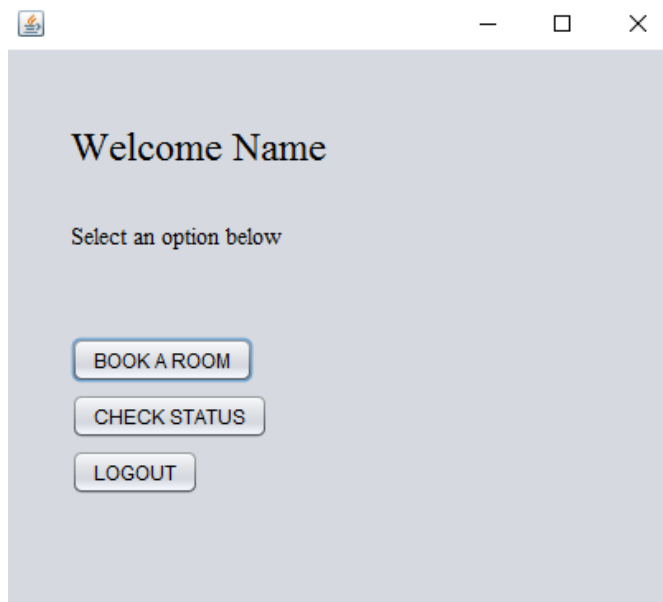 Welcome Name
Select an option below
BOOK A ROOM
CHECK STATUS
LOGOUT